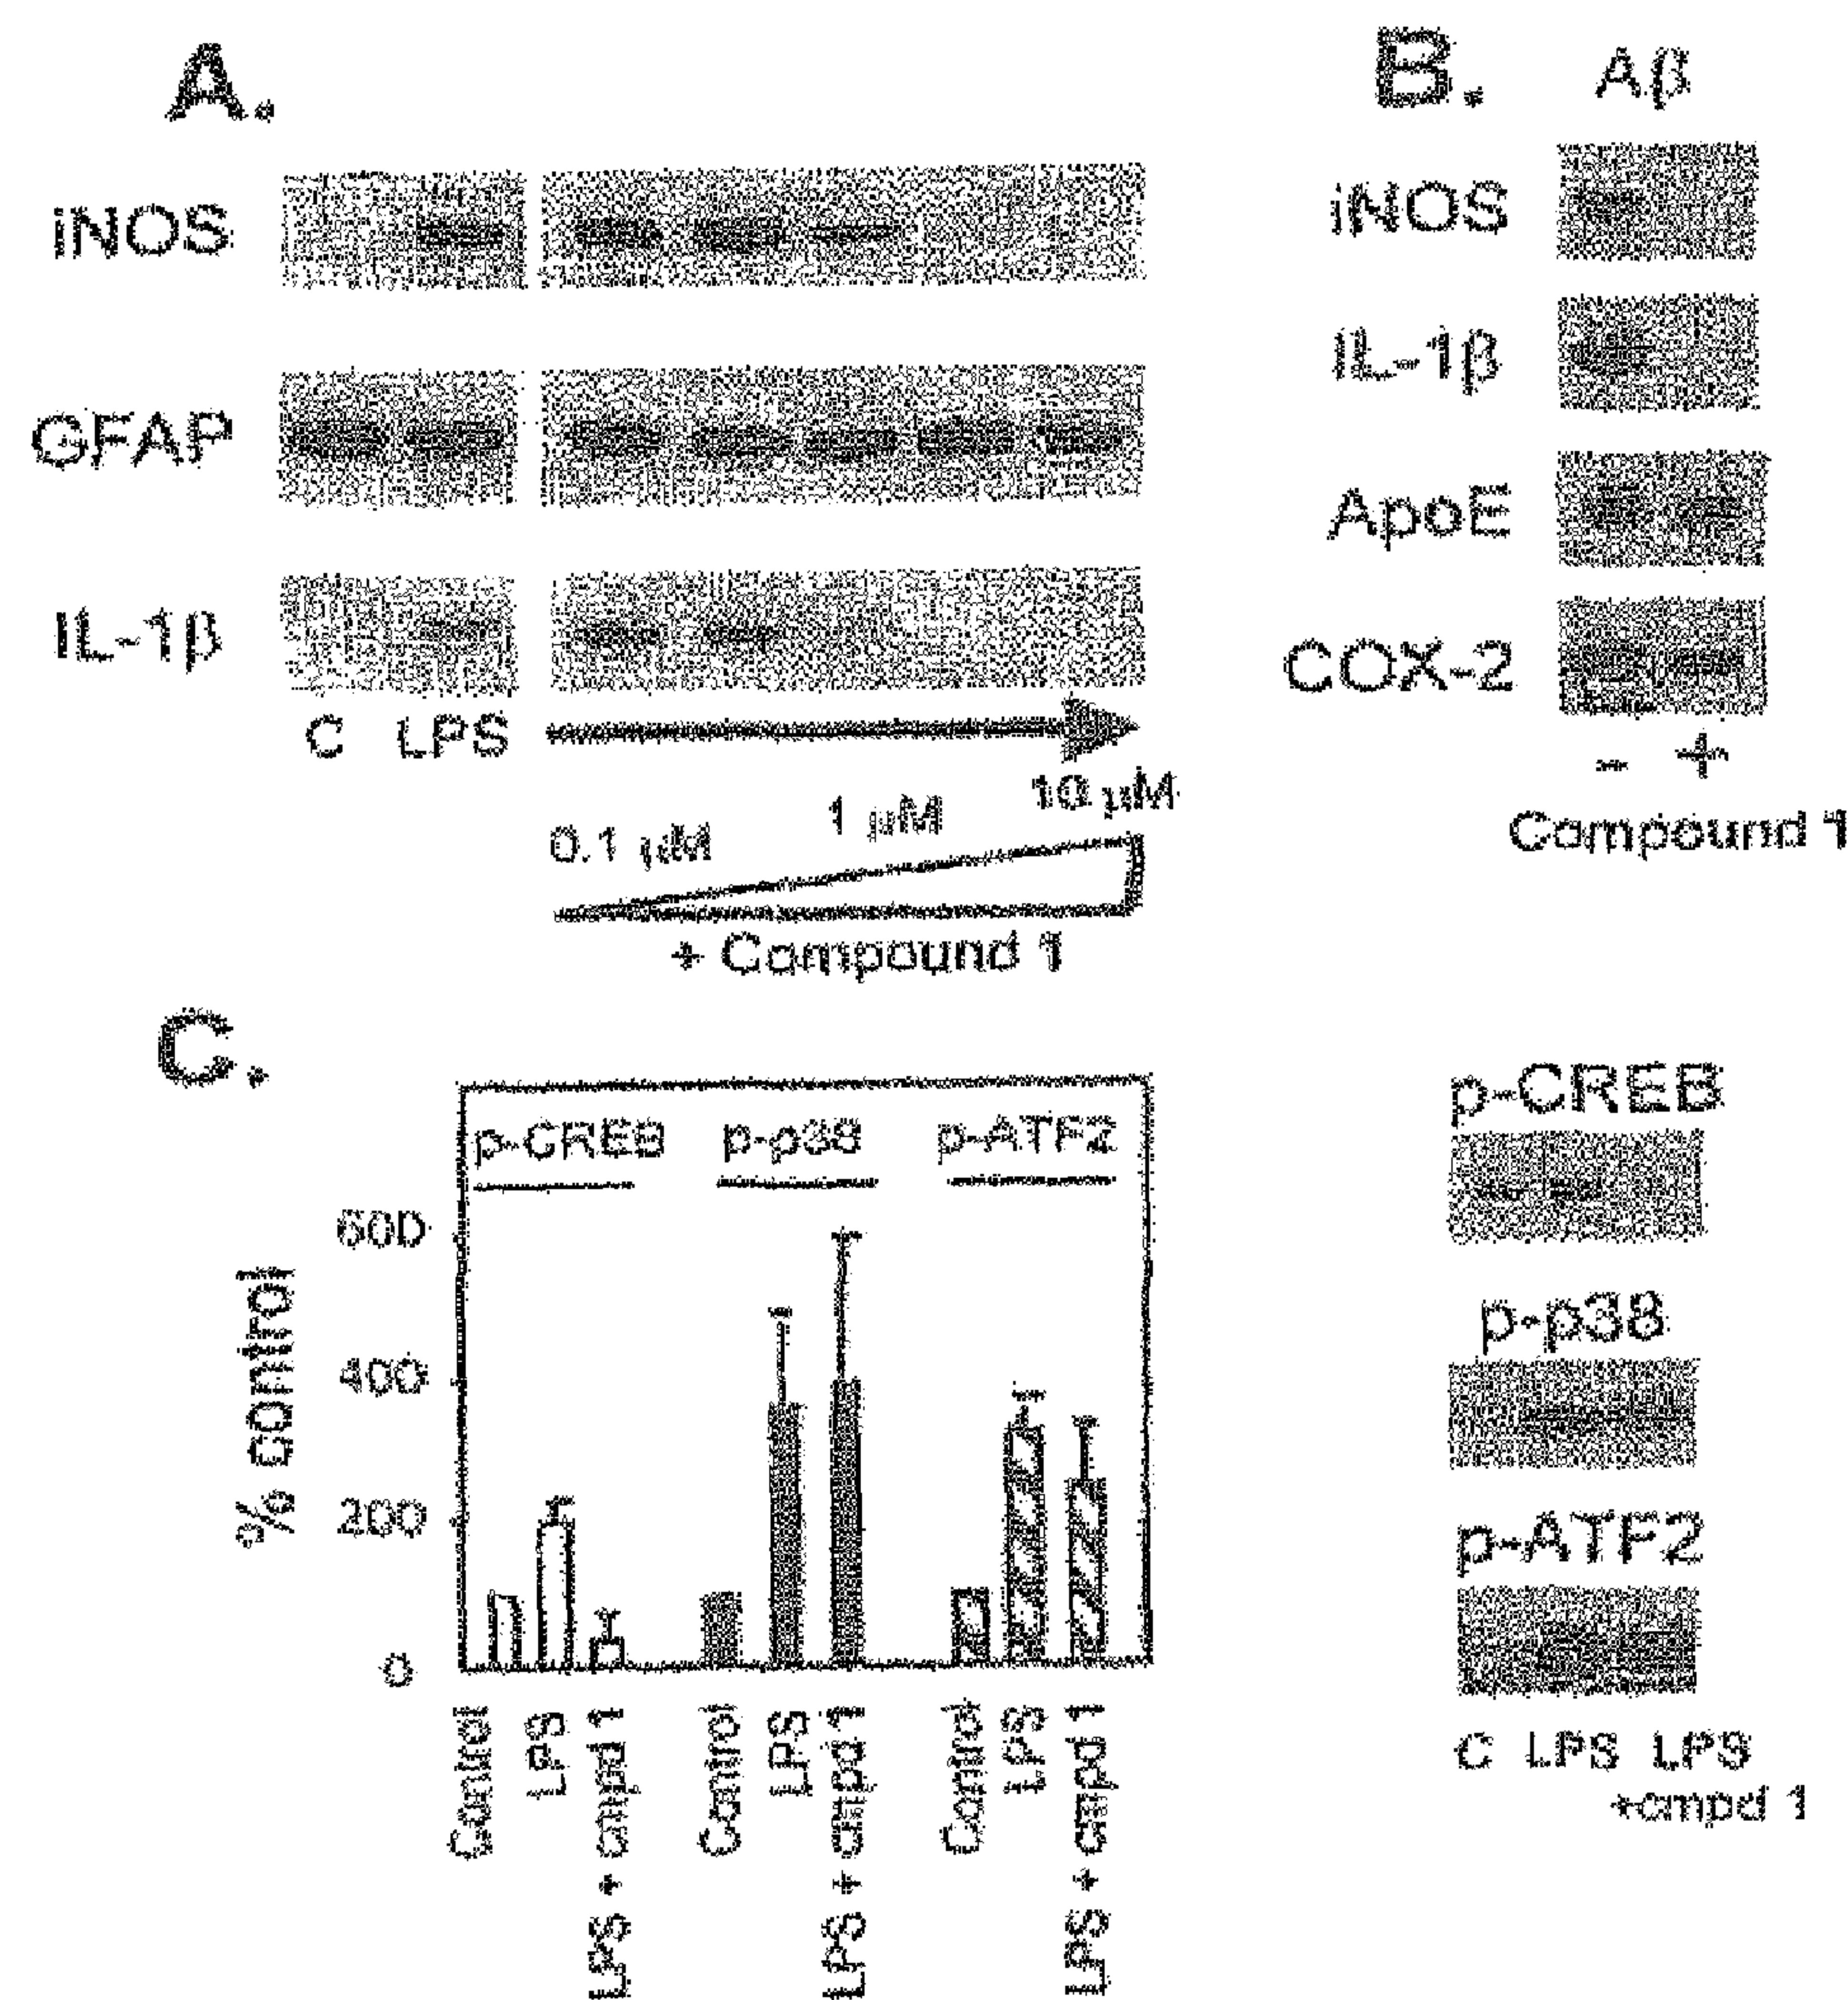 A.
iNOS
GFAP
IL-1β
C LPS
0.1 µM 1 µM 10 µM
+ Compound 1
B. Aβ
iNOS
IL-1β
ApoE
COX-2
- +
Compound 1
C.
p-CREB p-p38 p-ATF2
% control
600
400
200
0
Control
LPS
LPS + cmpd 1
Control
LPS
LPS + cmpd 1
Control
LPS
LPS + cmpd 1
p-CREB
p-p38
p-ATF2
C LPS LPS
+cmpd 1